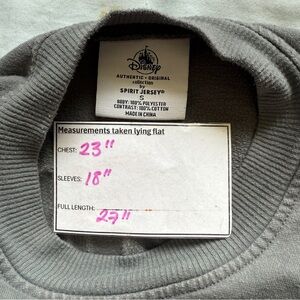 Disney
AUTHENTIC • ORIGINAL
collection
by
SPIRIT JERSEY®
S
BODY: 100% POLYESTER
CONTRAST: 100% COTTON
MADE IN CHINA
Measurements taken lying flat
CHEST: 23"
SLEEVES: 18"
FULL LENGTH: 27"